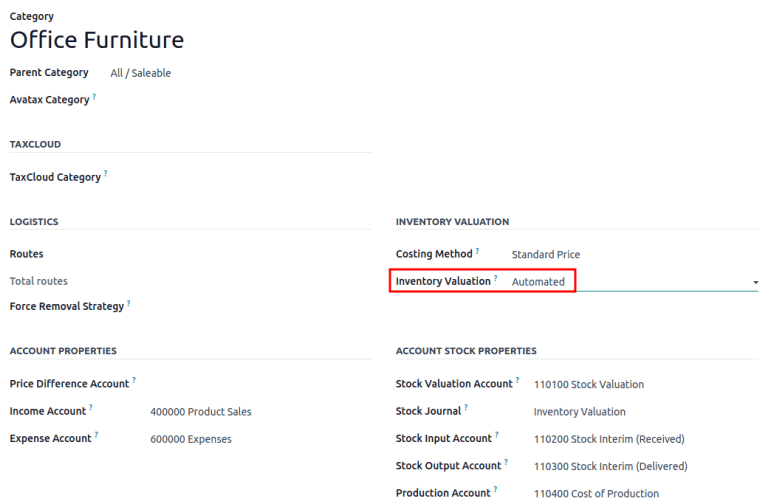 Category
Office Furniture
Parent Category All / Saleable
Avatax Category ?
TAXCLOUD
TaxCloud Category ?
LOGISTICS
Routes
Total routes
Force Removal Strategy ?
INVENTORY VALUATION
Costing Method ? Standard Price
Inventory Valuation ? Automated
ACCOUNT PROPERTIES
Price Difference Account ?
Income Account ? 400000 Product Sales
Expense Account ? 600000 Expenses
ACCOUNT STOCK PROPERTIES
Stock Valuation Account ? 110100 Stock Valuation
Stock Journal ? Inventory Valuation
Stock Input Account ? 110200 Stock Interim (Received)
Stock Output Account ? 110300 Stock Interim (Delivered)
Production Account ? 110400 Cost of Production